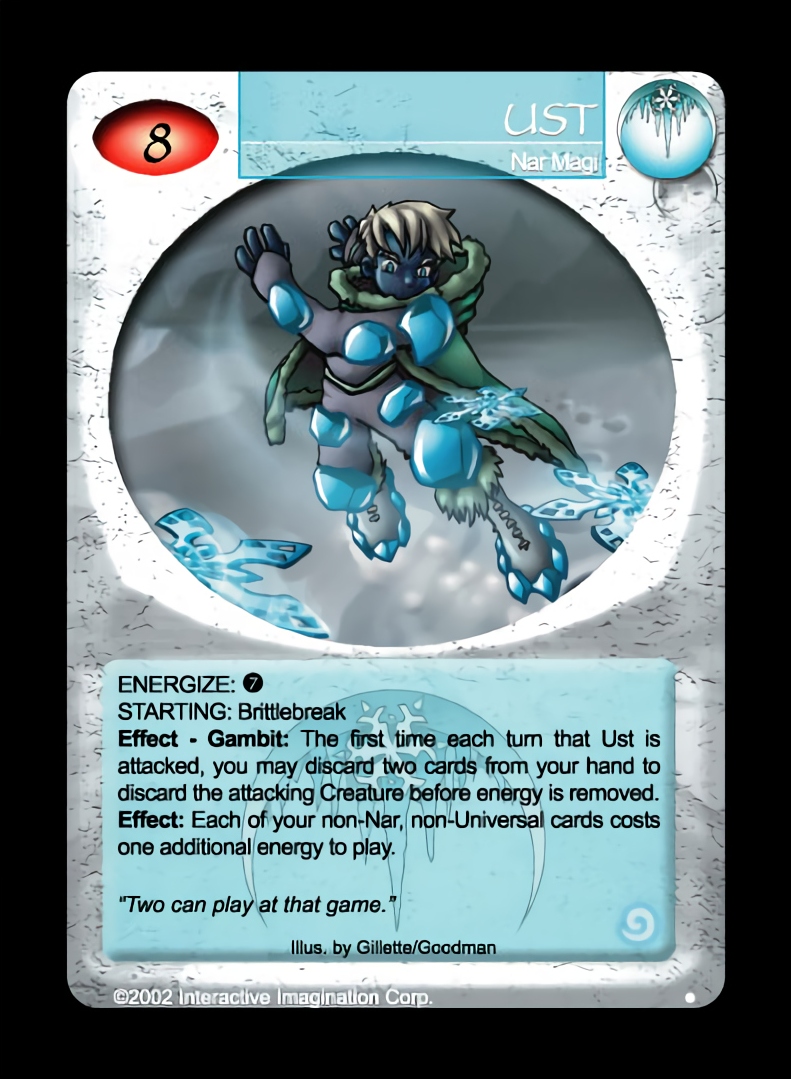 8
UST
Nar Magi
ENERGIZE: 7
STARTING: Brittlebreak
Effect - Gambit: The first time each turn that Ust is
attacked, you may discard two cards from your hand to
discard the attacking Creature before energy is removed.
Effect: Each of your non-Nar, non-Universal cards costs
one additional energy to play.
"Two can play at that game."
Illus. by Gillette/Goodman
©2002 Interactive Imagination Corp.